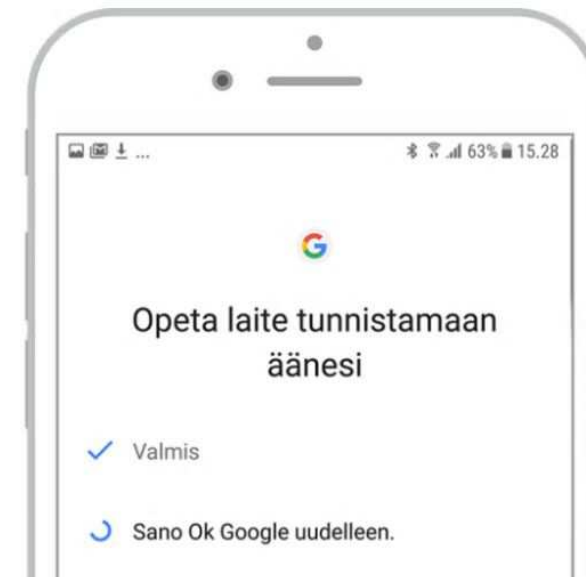 ... 63% 15.28
Opeta laite tunnistamaan
äänesi
Valmis
Sano Ok Google uudelleen.